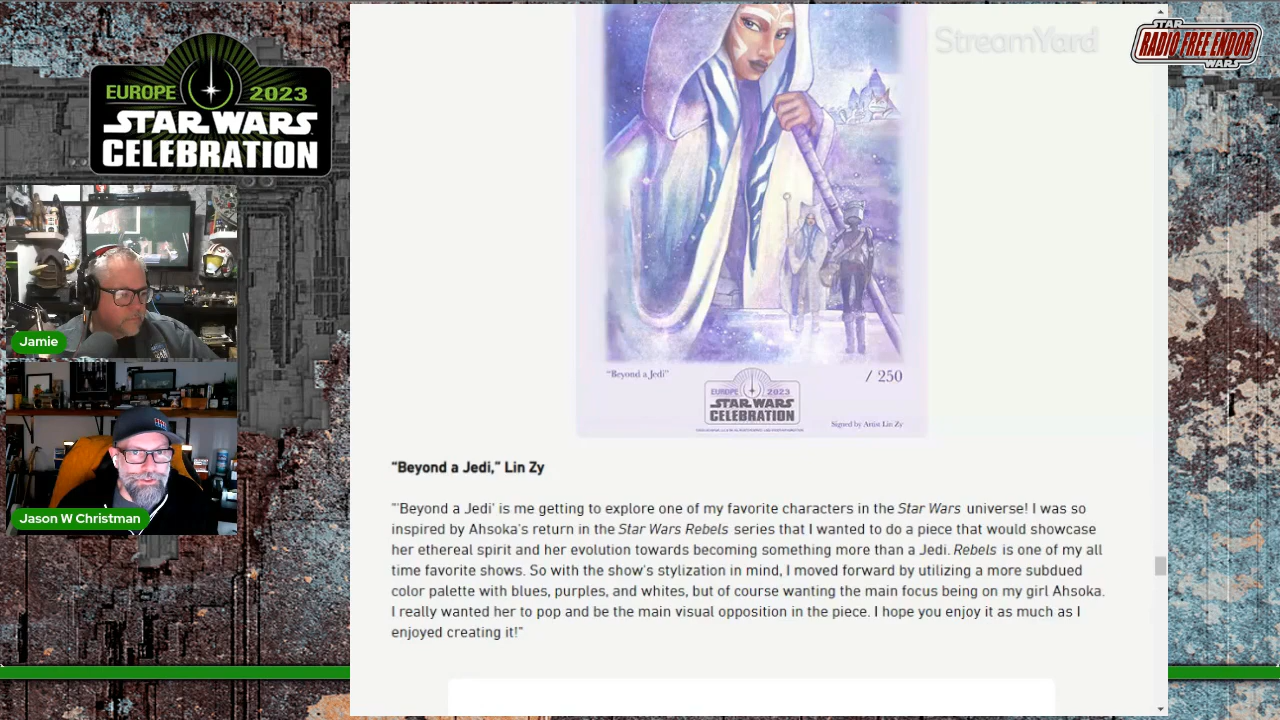 EUROPE 2023
STAR WARS
CELEBRATION
Jamie
Jason W Christman
StreamYard
STAR
RADIO FREE ENDOR
WARS
"Beyond a Jedi"
/ 250
EUROPE 2023
STAR WARS
CELEBRATION
Signed by Artist Lin Zy
“Beyond a Jedi,” Lin Zy
"'Beyond a Jedi' is me getting to explore one of my favorite characters in the Star Wars universe! I was so
inspired by Ahsoka's return in the Star Wars Rebels series that I wanted to do a piece that would showcase
her ethereal spirit and her evolution towards becoming something more than a Jedi. Rebels is one of my all
time favorite shows. So with the show's stylization in mind, I moved forward by utilizing a more subdued
color palette with blues, purples, and whites, but of course wanting the main focus being on my girl Ahsoka.
I really wanted her to pop and be the main visual opposition in the piece. I hope you enjoy it as much as I
enjoyed creating it!"